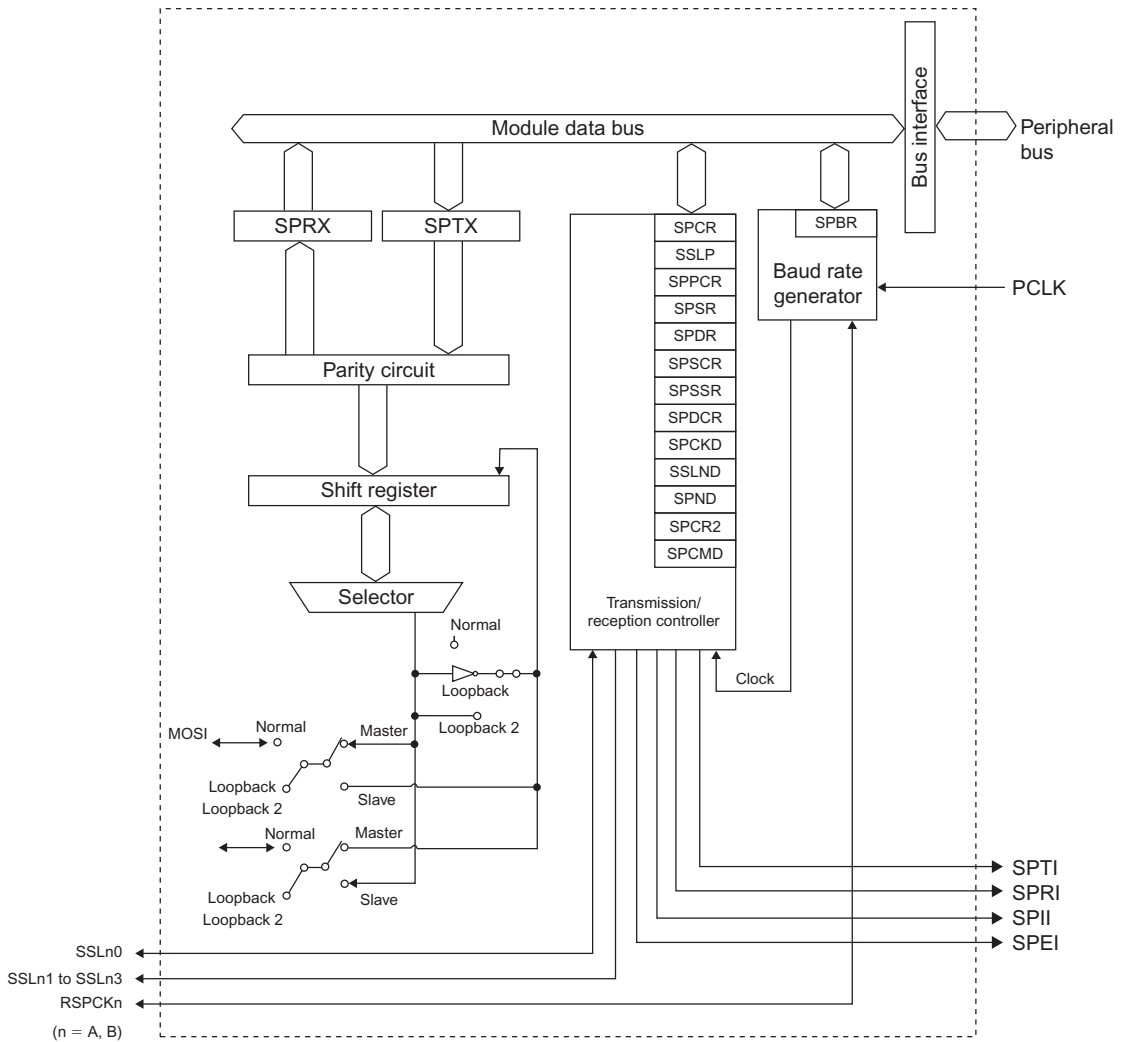 Bus interface
Module data bus
Peripheral
bus
SPRX
SPTX
SPCR
SSLP
SPPCR
SPSR
SPDR
SPSCR
SPSSR
SPDCR
SPCKD
SSLND
SPND
SPCR2
SPCMD
Transmission/
reception controller
SPBR
Baud rate
generator
PCLK
Parity circuit
Shift register
Selector
Normal
Loopback
Loopback 2
Clock
MOSI
Normal
Master
Loopback
Loopback 2
Slave
Normal
Master
Loopback
Loopback 2
Slave
SPTI
SPRI
SPII
SPEI
SSLn0
SSLn1 to SSLn3
RSPCKn
(n = A, B)